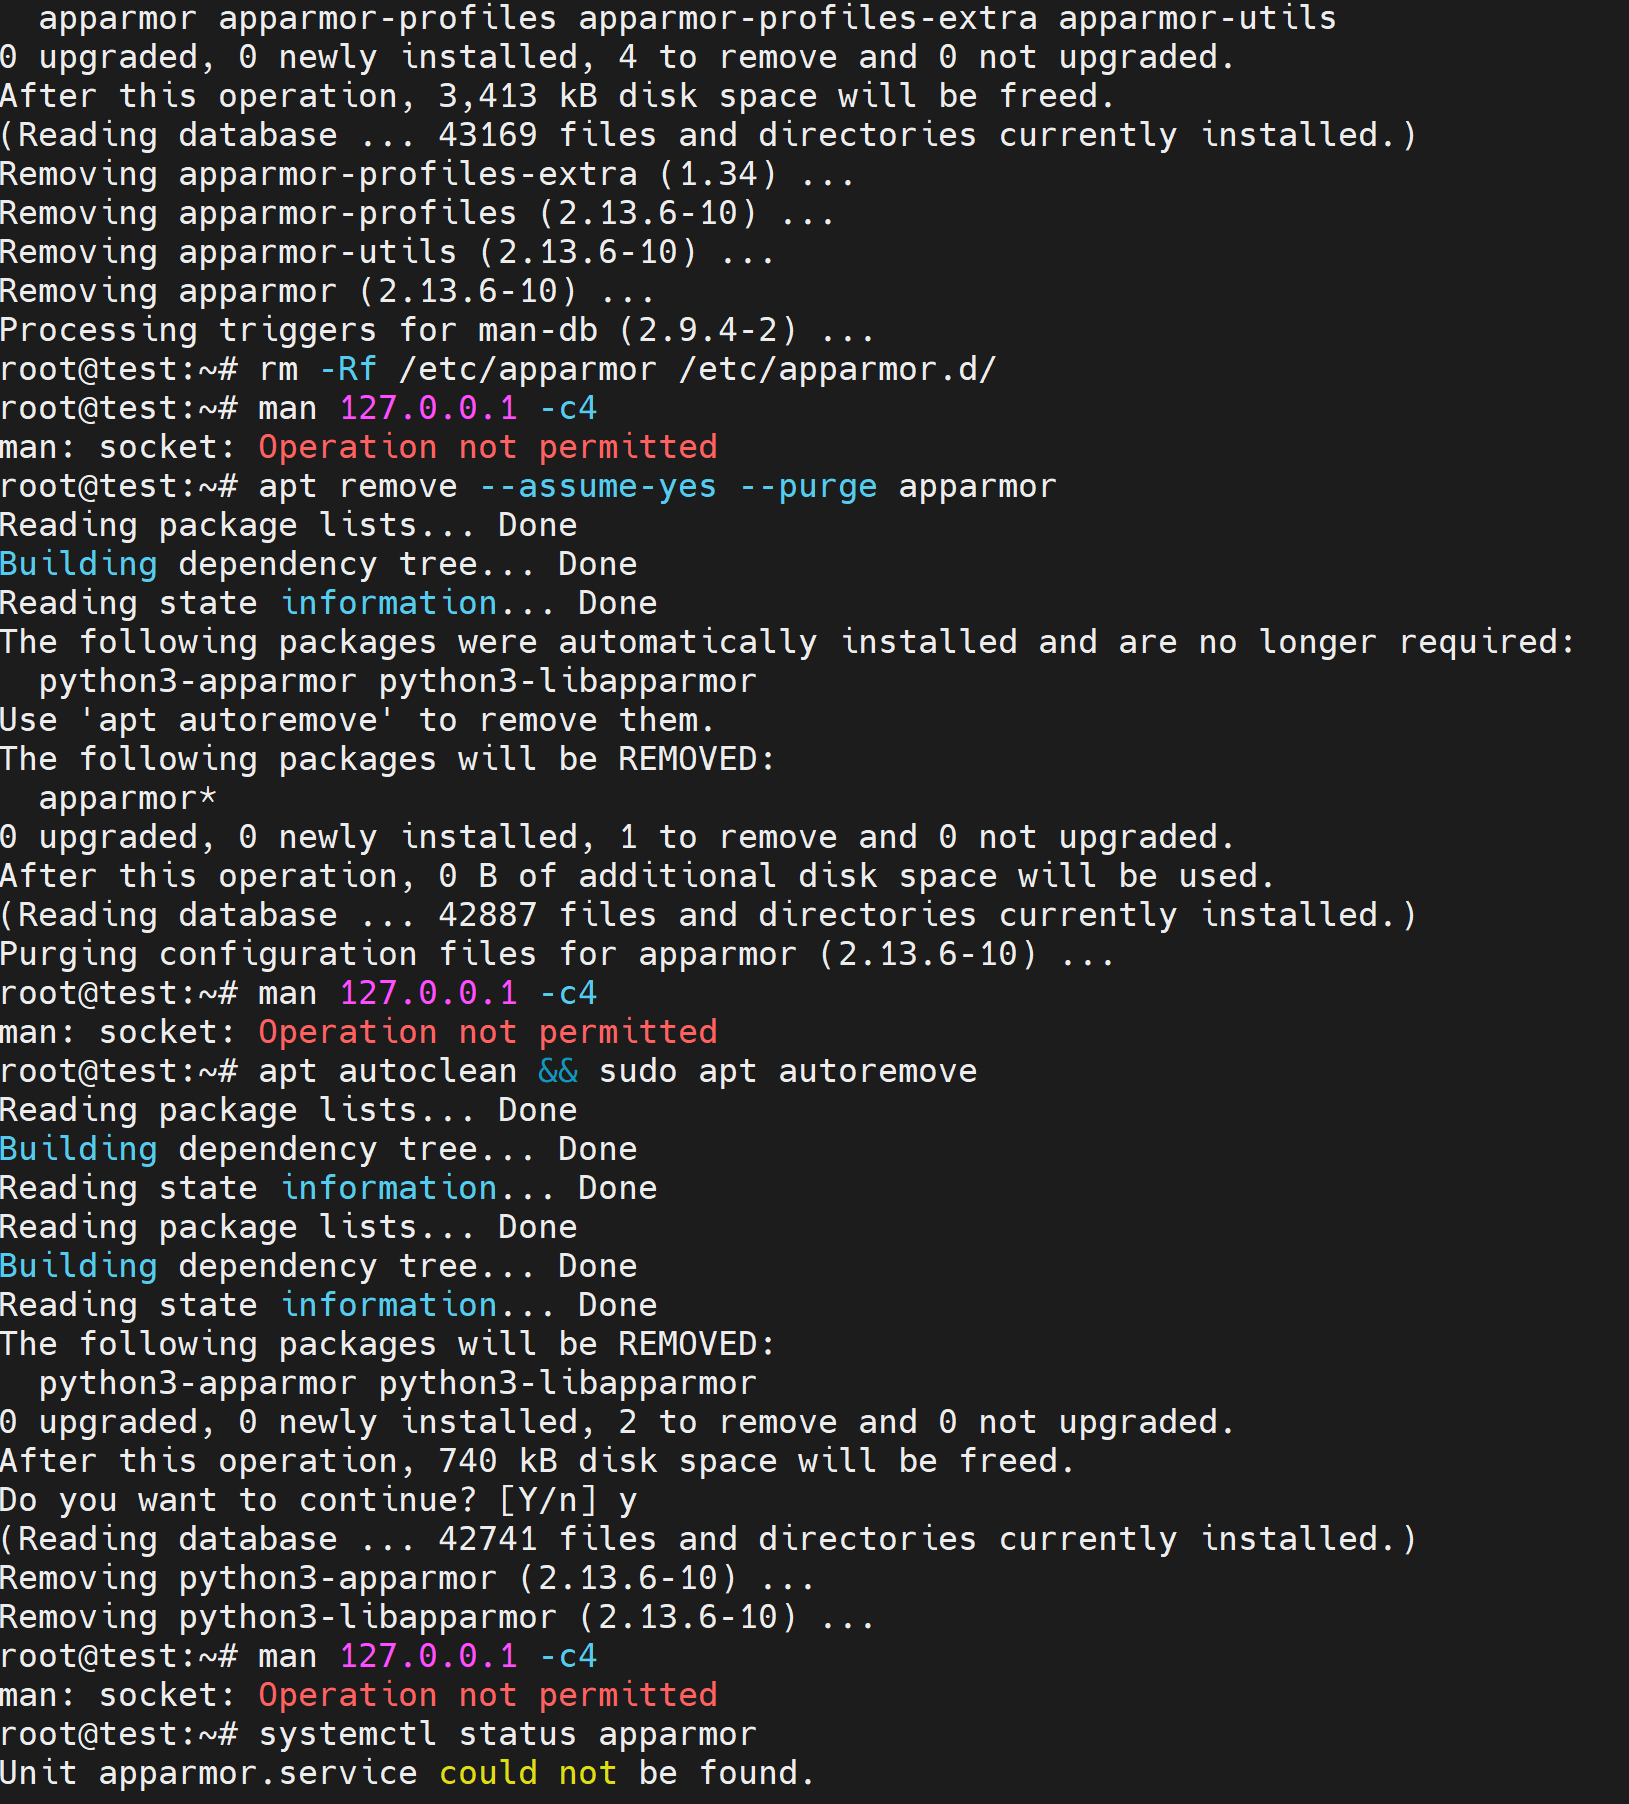 apparmor apparmor-profiles apparmor-profiles-extra apparmor-utils
0 upgraded, 0 newly installed, 4 to remove and 0 not upgraded.
After this operation, 3,413 kB disk space will be freed.
(Reading database ... 43169 files and directories currently installed.)
Removing apparmor-profiles-extra (1.34) ...
Removing apparmor-profiles (2.13.6-10) ...
Removing apparmor-utils (2.13.6-10) ...
Removing apparmor (2.13.6-10) ...
Processing triggers for man-db (2.9.4-2) ...
root@test:~# rm -Rf /etc/apparmor /etc/apparmor.d/
root@test:~# man 127.0.0.1 -c4
man: socket: Operation not permitted
root@test:~# apt remove --assume-yes --purge apparmor
Reading package lists... Done
Building dependency tree... Done
Reading state information... Done
The following packages were automatically installed and are no longer required:
  python3-apparmor python3-libapparmor
Use 'apt autoremove' to remove them.
The following packages will be REMOVED:
  apparmor*
0 upgraded, 0 newly installed, 1 to remove and 0 not upgraded.
After this operation, 0 B of additional disk space will be used.
(Reading database ... 42887 files and directories currently installed.)
Purging configuration files for apparmor (2.13.6-10) ...
root@test:~# man 127.0.0.1 -c4
man: socket: Operation not permitted
root@test:~# apt autoclean && sudo apt autoremove
Reading package lists... Done
Building dependency tree... Done
Reading state information... Done
Reading package lists... Done
Building dependency tree... Done
Reading state information... Done
The following packages will be REMOVED:
  python3-apparmor python3-libapparmor
0 upgraded, 0 newly installed, 2 to remove and 0 not upgraded.
After this operation, 740 kB disk space will be freed.
Do you want to continue? [Y/n] y
(Reading database ... 42741 files and directories currently installed.)
Removing python3-apparmor (2.13.6-10) ...
Removing python3-libapparmor (2.13.6-10) ...
root@test:~# man 127.0.0.1 -c4
man: socket: Operation not permitted
root@test:~# systemctl status apparmor
Unit apparmor.service could not be found.